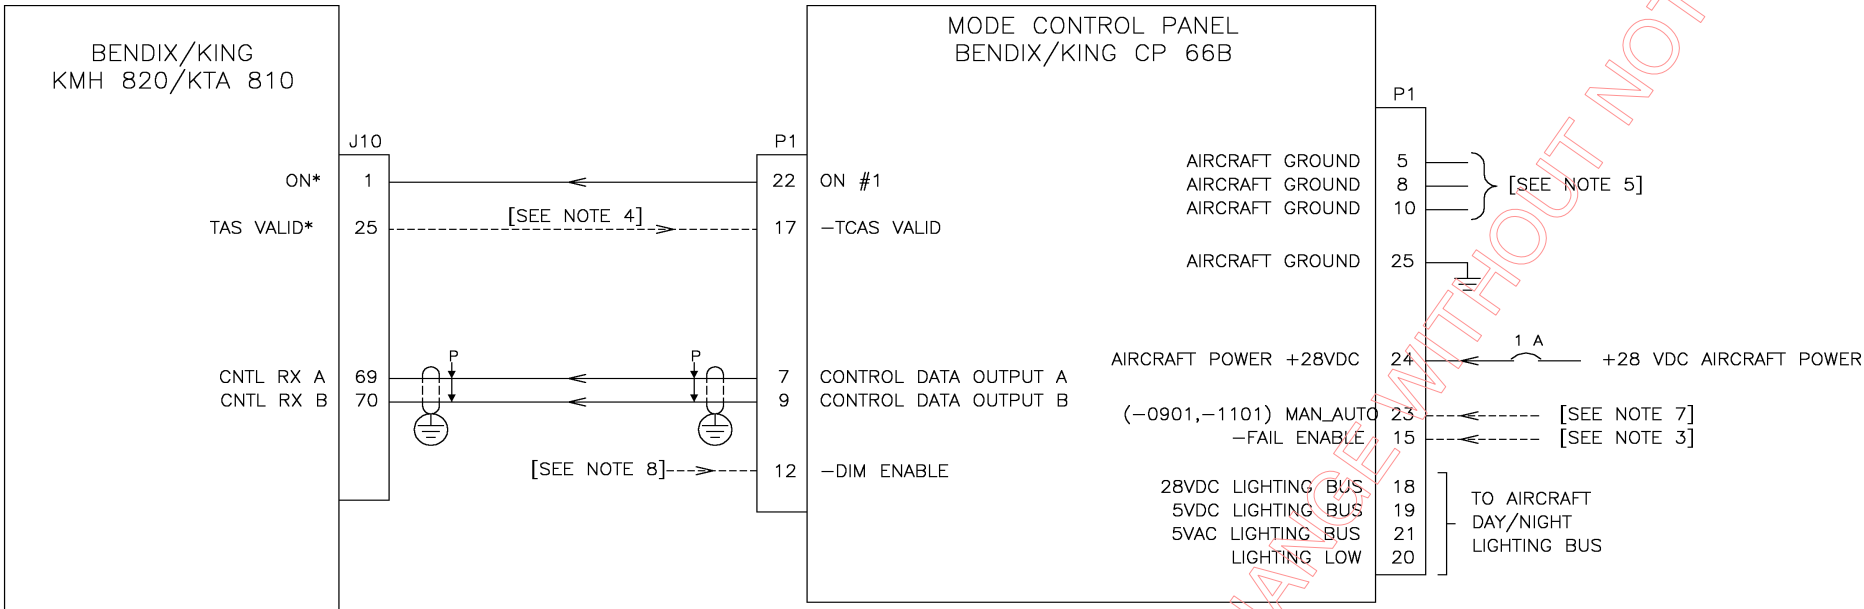 BENDIX/KING
KMH 820/KTA 810
MODE CONTROL PANEL
BENDIX/KING CP 66B
J10
P1
P1
ON* 1
22 ON #1
TAS VALID* 25
[SEE NOTE 4]
17 -TCAS VALID
CNTL RX A 69
P
P
7 CONTROL DATA OUTPUT A
CNTL RX B 70
9 CONTROL DATA OUTPUT B
[SEE NOTE 8]
12 -DIM ENABLE
AIRCRAFT GROUND 5
AIRCRAFT GROUND 8
[SEE NOTE 5]
AIRCRAFT GROUND 10
AIRCRAFT GROUND 25
1 A
AIRCRAFT POWER +28VDC 24
+28 VDC AIRCRAFT POWER
(-0901,-1101) MAN_AUTO 23
[SEE NOTE 7]
-FAIL ENABLE 15
[SEE NOTE 3]
28VDC LIGHTING BUS 18
5VDC LIGHTING BUS 19
5VAC LIGHTING BUS 21
LIGHTING LOW 20
TO AIRCRAFT
DAY/NIGHT
LIGHTING BUS
WITHOUT